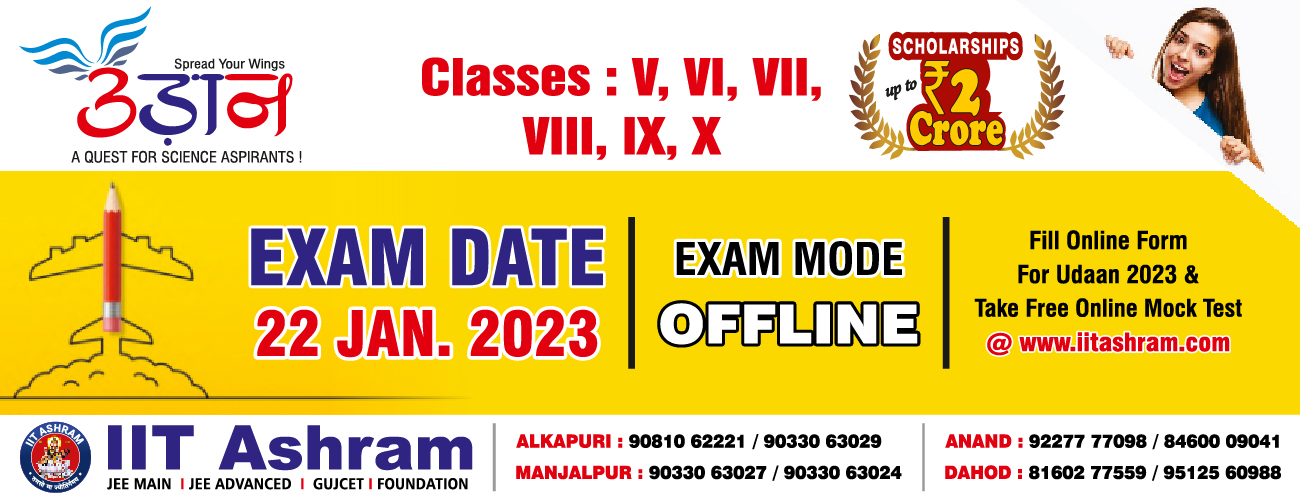 Spread Your Wings
उड़ान
A QUEST FOR SCIENCE ASPIRANTS !
Classes : V, VI, VII,
VIII, IX, X
SCHOLARSHIPS
up to ₹2
Crore
EXAM DATE
22 JAN. 2023
EXAM MODE
OFFLINE
Fill Online Form
For Udaan 2023 &
Take Free Online Mock Test
@ www.iitashram.com
IIT ASHRAM
IIT Ashram
JEE MAIN I JEE ADVANCED I GUJCET I FOUNDATION
ALKAPURI : 90810 62221 / 90330 63029
MANJALPUR : 90330 63027 / 90330 63024
ANAND : 92277 77098 / 84600 09041
DAHOD : 81602 77559 / 95125 60988